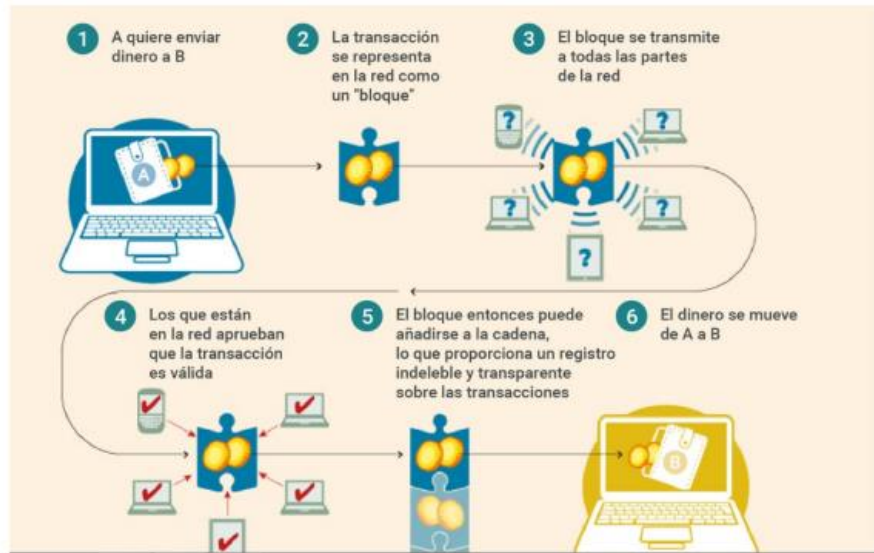 1
A quiere enviar
dinero a B
2
La transacción
se representa
en la red como
un "bloque"
3
El bloque se transmite
a todas las partes
de la red
A
?
?
?
?
?
4
Los que están
en la red aprueban
que la transacción
es válida
5
El bloque entonces puede
añadirse a la cadena,
lo que proporciona un registro
indeleble y transparente
sobre las transacciones
6
El dinero se mueve
de A a B
B